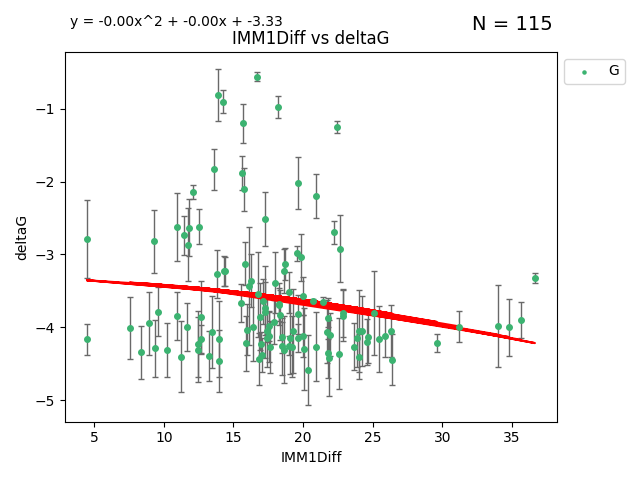 y = -0.00x^2 + -0.00x + -3.33
N = 115
IMM1Diff vs deltaG
G
−1
−2
−3
−4
−5
deltaG
5 10 15 20 25 30 35
IMM1Diff